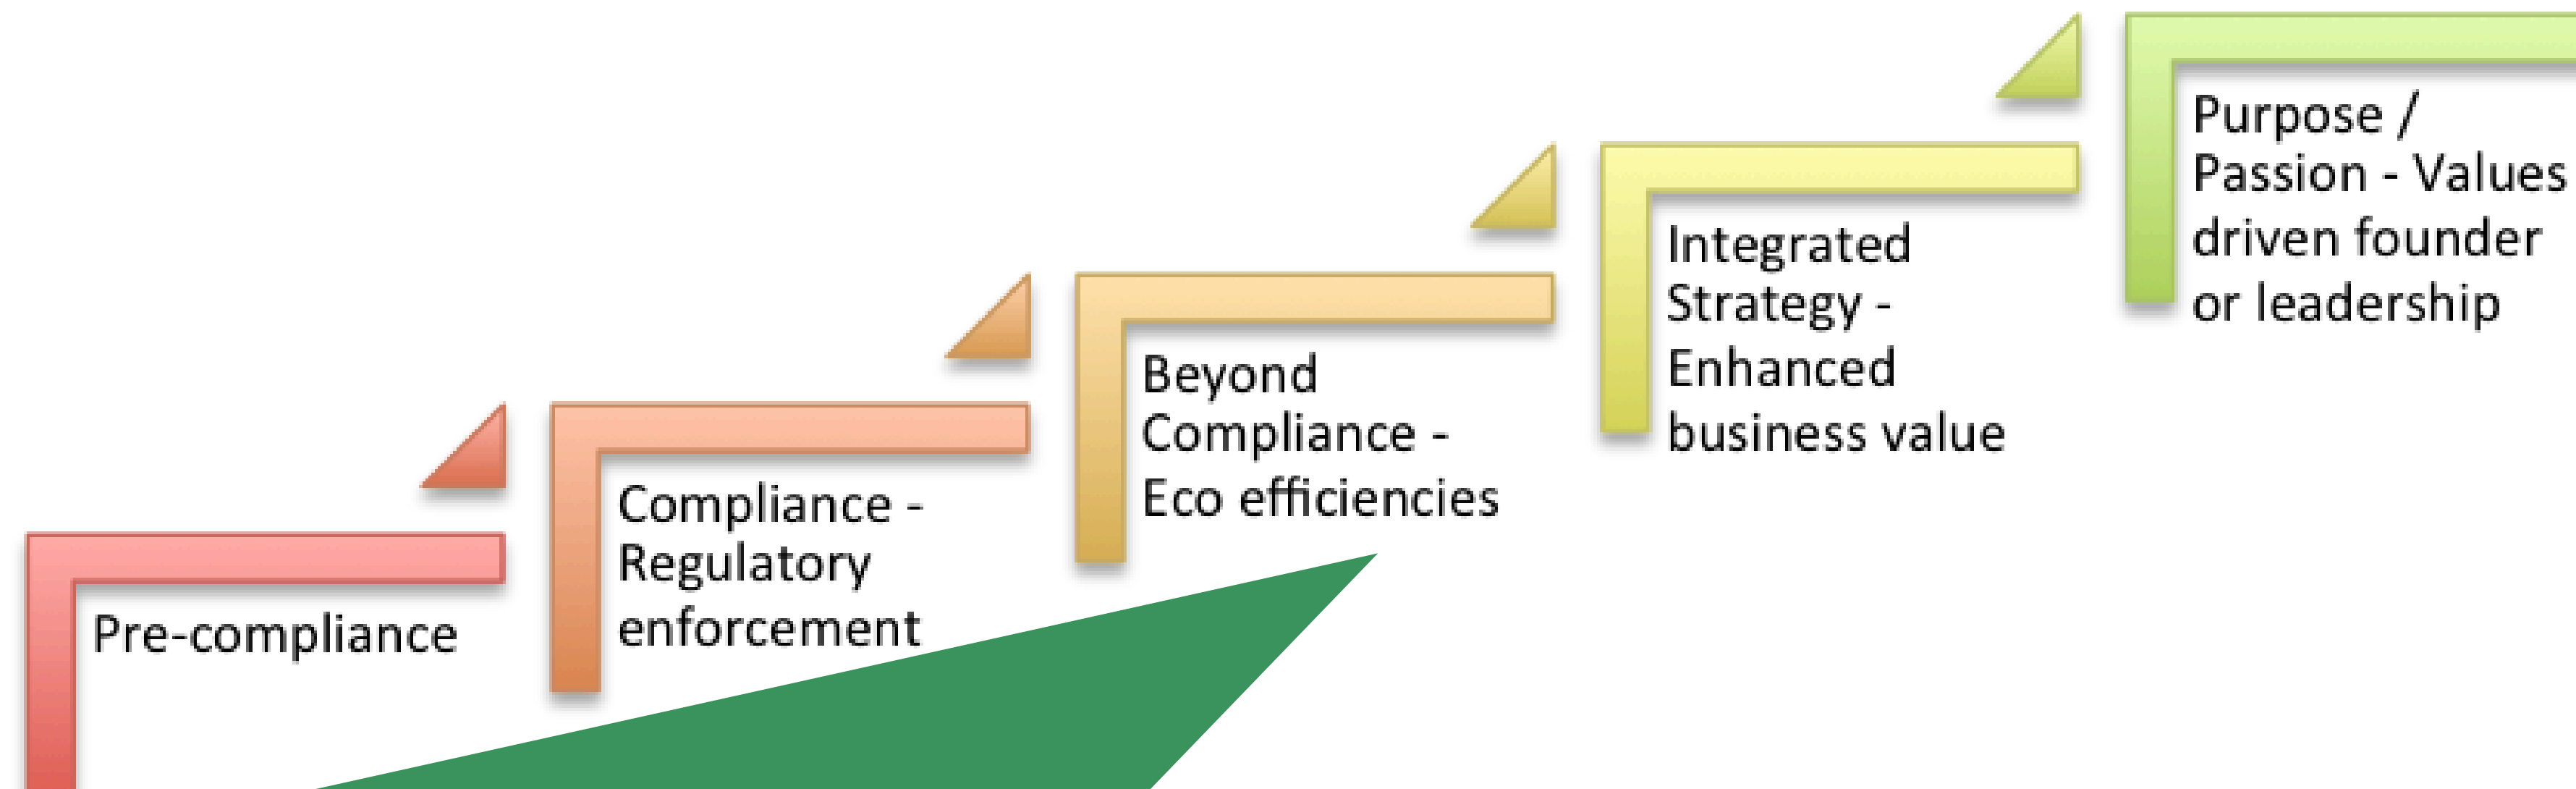 Pre-compliance
Compliance -
Regulatory
enforcement
Beyond
Compliance -
Eco efficiencies
Integrated
Strategy -
Enhanced
business value
Purpose /
Passion - Values
driven founder
or leadership